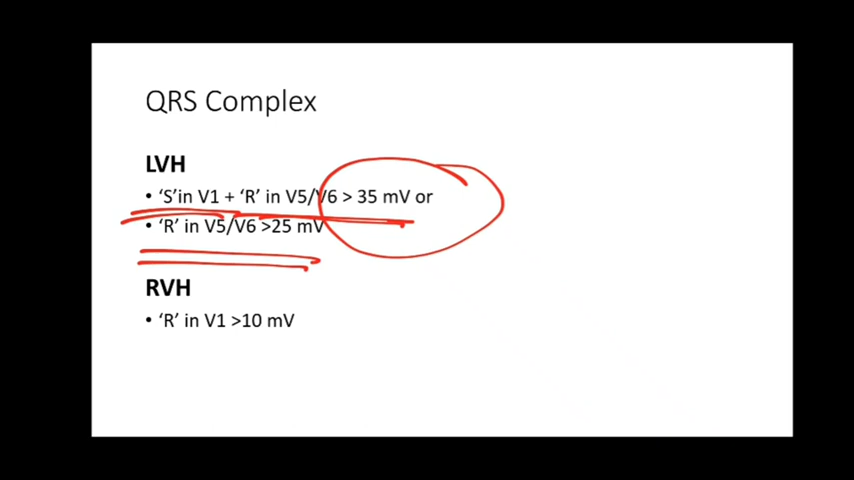 QRS Complex
LVH
• ‘S’in V1 + ‘R’ in V5/V6 > 35 mV or
• ‘R’ in V5/V6 >25 mV
RVH
• ‘R’ in V1 >10 mV